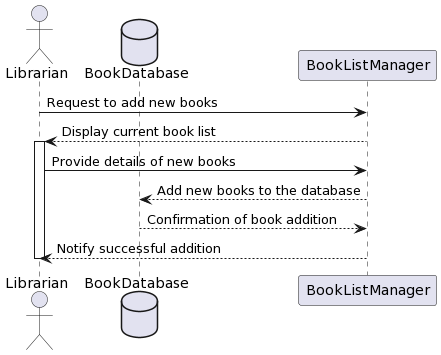 Librarian
BookDatabase
BookListManager
Request to add new books
Display current book list
Provide details of new books
Add new books to the database
Confirmation of book addition
Notify successful addition
Librarian
BookDatabase
BookListManager